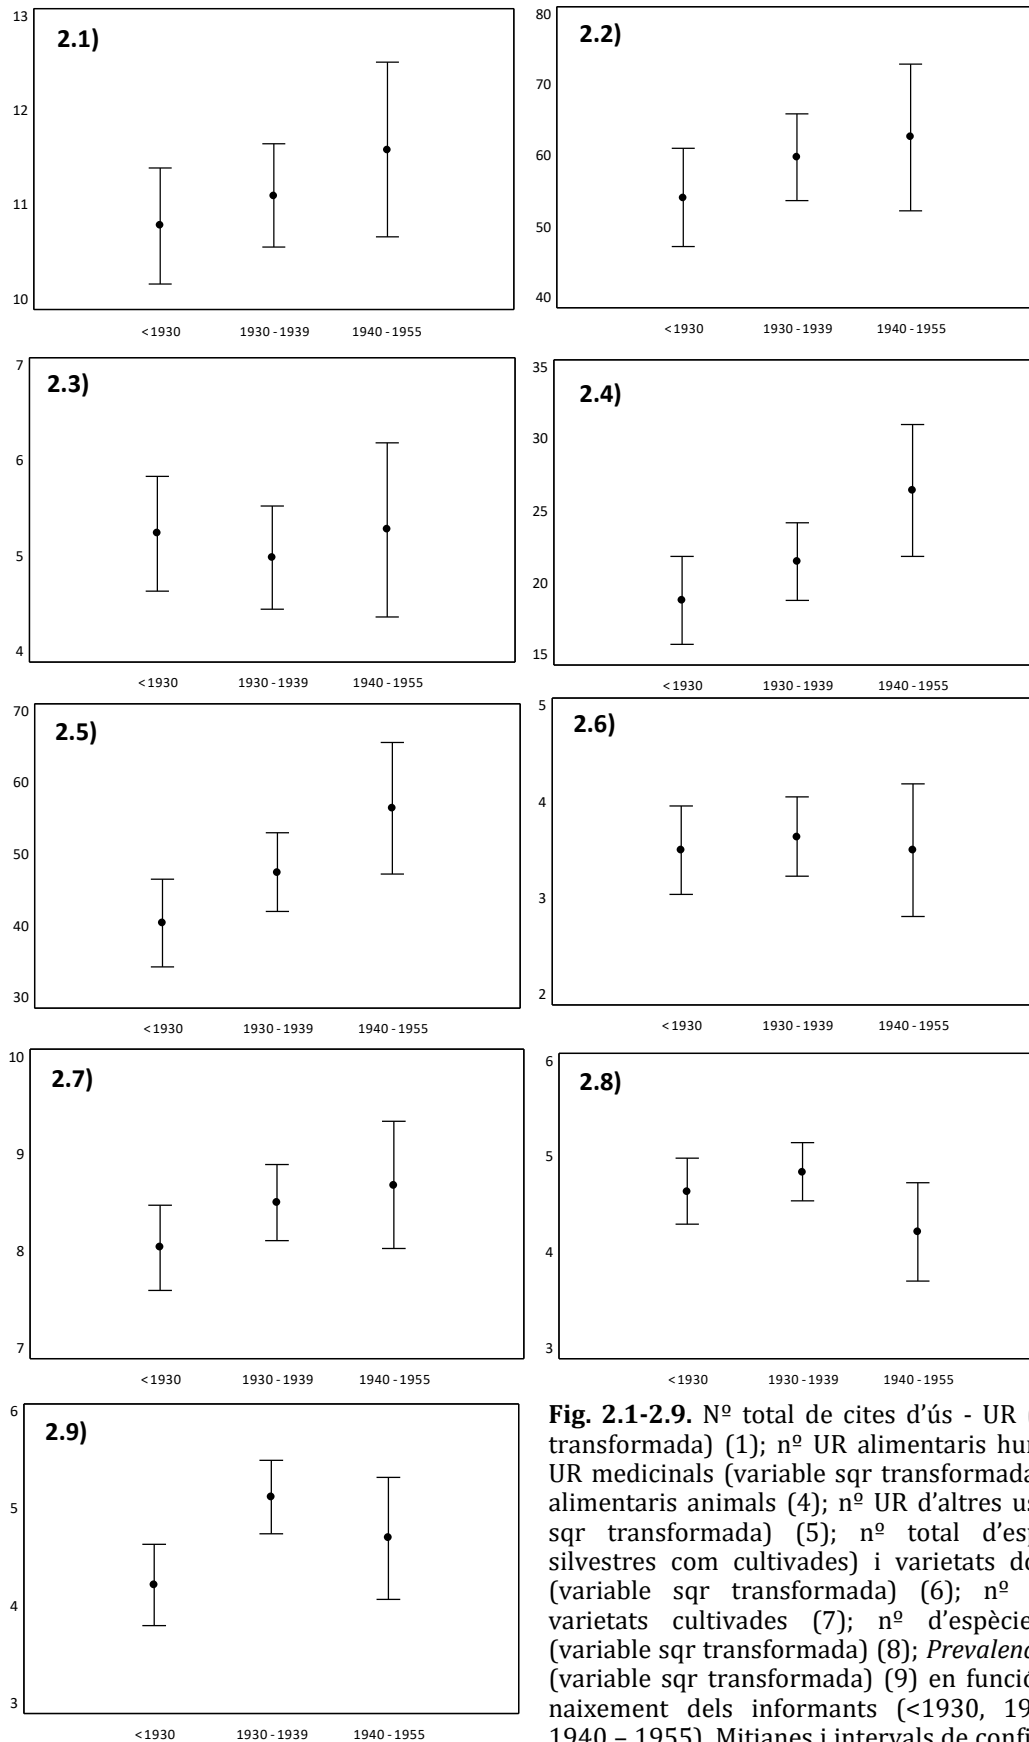 2.1)
13
12
11
10
<1930 1930-1939 1940-1955
2.2)
80
70
60
50
40
<1930 1930-1939 1940-1955
2.3)
7
6
5
4
<1930 1930-1939 1940-1955
2.4)
35
30
25
20
15
<1930 1930-1939 1940-1955
2.5)
70
60
50
40
30
<1930 1930-1939 1940-1955
2.6)
5
4
3
2
<1930 1930-1939 1940-1955
2.7)
10
9
8
7
<1930 1930-1939 1940-1955
2.8)
6
5
4
3
<1930 1930-1939 1940-1955
2.9)
6
5
4
3
<1930 1930-1939 1940-1955
Fig. 2.1-2.9. Nº total de cites d’ús - UR (
transformada) (1); nº UR alimentaris hu
UR medicinals (variable sqr transformada
alimentaris animals (4); nº UR d’altres us
sqr transformada) (5); nº total d’esp
silvestres com cultivades) i varietats do
(variable sqr transformada) (6); nº
varietats cultivades (7); nº d’espècie
(variable sqr transformada) (8); Prevalenc
(variable sqr transformada) (9) en funció
naixement dels informants (<1930, 19
1940 – 1955). Mitjanes i intervals de confi